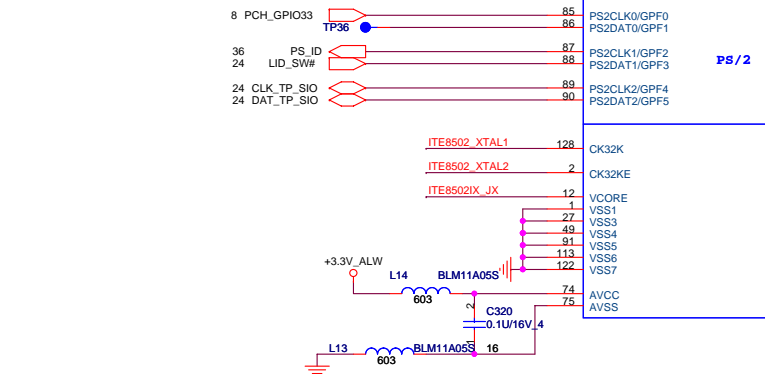 8 PCH_GPIO33 85 PS2CLK0/GPF0
TP36 86 PS2DAT0/GPF1
36 PS_ID 87 PS2CLK1/GPF2
24 LID_SW# 88 PS2DAT1/GPF3
PS/2
24 CLK_TP_SIO 89 PS2CLK2/GPF4
24 DAT_TP_SIO 90 PS2DAT2/GPF5
ITE8502_XTAL1 128 CK32K
ITE8502_XTAL2 2 CK32KE
ITE8502IX_JX 12 VCORE
1 VSS1
27 VSS3
49 VSS4
91 VSS5
113 VSS6
122 VSS7
+3.3V_ALW
L14 BLM11A05S
603
74 AVCC
75 AVSS
2
C320
0.1U/16V_4
1
L13 BLM11A05S 16
603